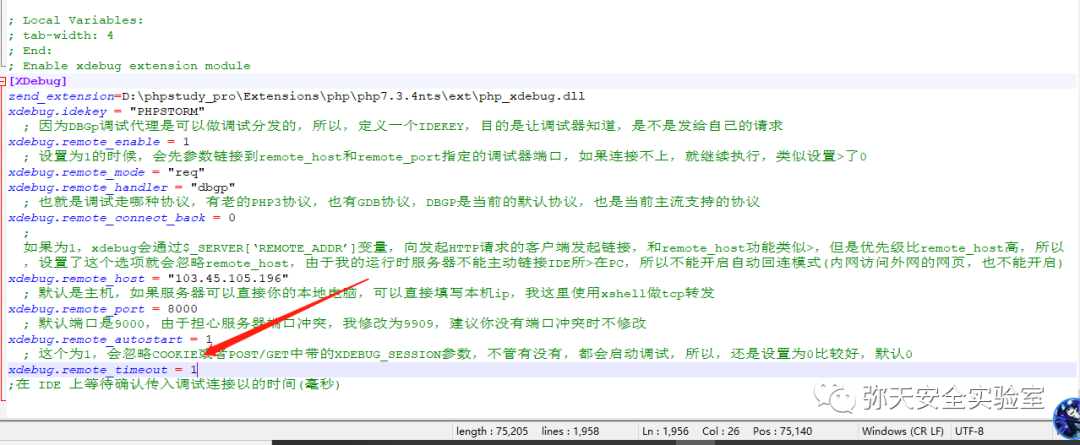 ; Local Variables:
; tab-width: 4
; End:
; Enable xdebug extension module
[XDebug]
zend_extension=D:\phpstudy_pro\Extensions\php\php7.3.4nts\ext\php_xdebug.dll
xdebug.idekey = "PHPSTORM"
; 因为DBGp调试代理是可以做调试分发的，所以，定义一个IDEKEY，目的是让调试器知道，是不是发给自己的请求
xdebug.remote_enable = 1
; 设置为1的时候，会先参数链接到remote_host和remote_port指定的调试器端口，如果连接不上，就继续执行，类似设置>了0
xdebug.remote_mode = "req"
xdebug.remote_handler = "dbgp"
; 也就是调试走哪种协议，有老的PHP3协议，也有GDB协议，DBGP是当前的默认协议，也是当前主流支持的协议
xdebug.remote_connect_back = 0
;
如果为1，xdebug会通过$_SERVER[‘REMOTE_ADDR’]变量，向发起HTTP请求的客户端发起链接，和remote_host功能类似>，但是优先级比remote_host高，所以
，设置了这个选项就会忽略remote_host，由于我的运行时服务器不能主动链接IDE所>在PC，所以不能开启自动回连模式(内网访问外网的网页，也不能开启)
xdebug.remote_host = "103.45.105.196"
; 默认是主机，如果服务器可以直接你的本地电脑，可以直接填写本机ip，我这里使用xshell做tcp转发
xdebug.remote_port = 8000
; 默认端口是9000，由于担心服务器端口冲突，我修改为9909，建议你没有端口冲突时不修改
xdebug.remote_autostart = 1
; 这个为1，会忽略COOKIE或者POST/GET中带的XDEBUG_SESSION参数，不管有没有，都会启动调试，所以，还是设置为0比较好，默认0
xdebug.remote_timeout = 1
;在 IDE 上等待确认传入调试连接以的时间(毫秒)
弥天安全实验室
length : 75,205 lines : 1,958 Ln : 1,956 Col : 26 Pos : 75,140 Windows (CR LF) UTF-8